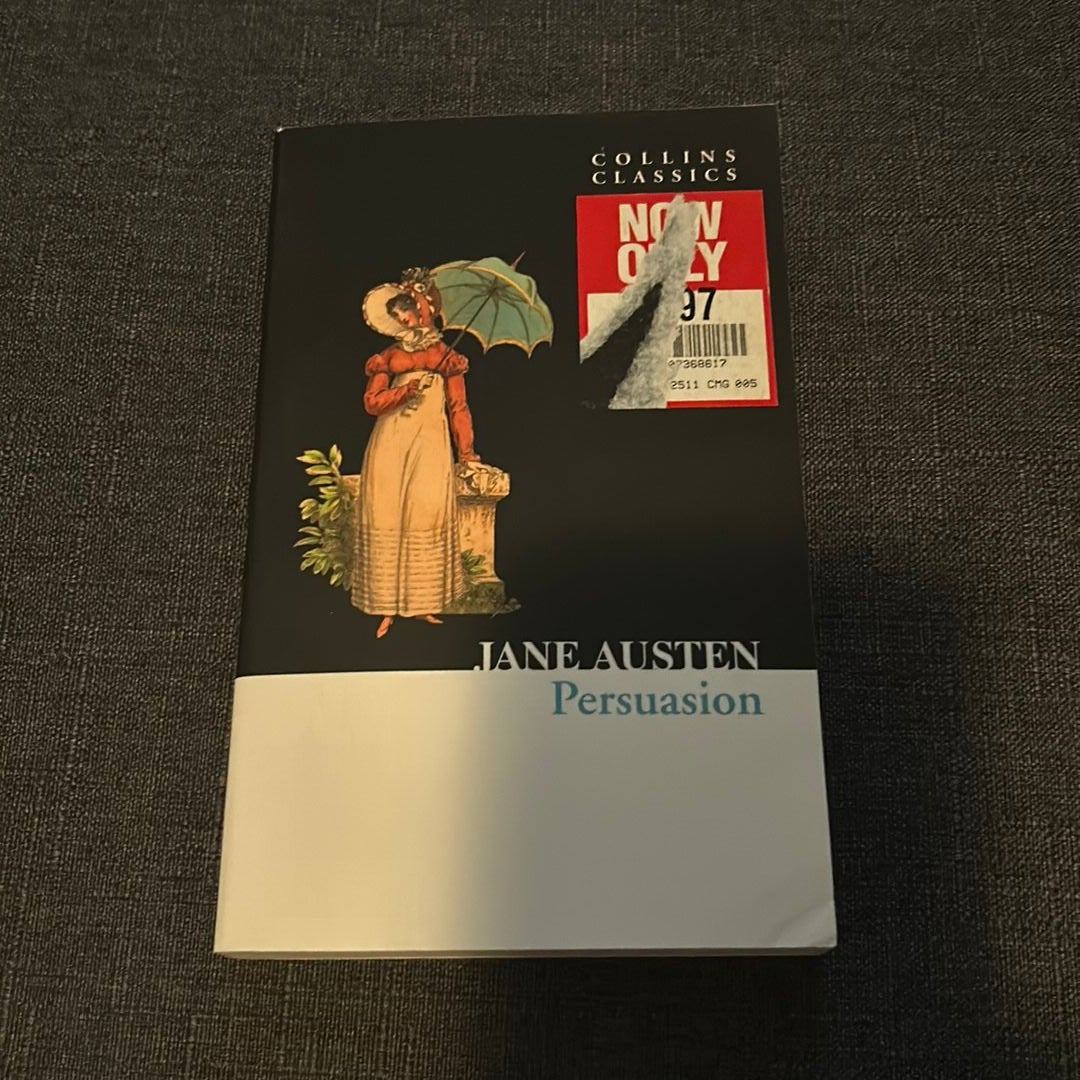 COLLINS
CLASSICS
NOW
ONLY
97
07368617
2511 CMG 005
JANE AUSTEN
Persuasion